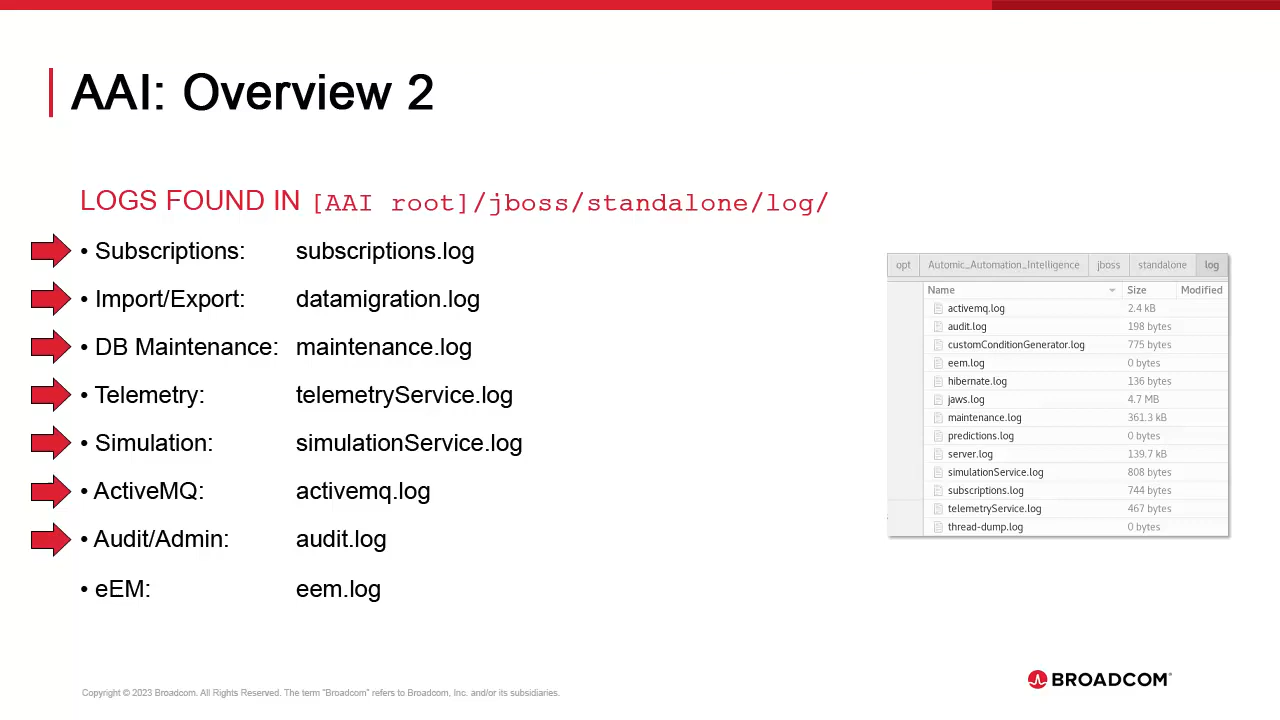 AAI: Overview 2
LOGS FOUND IN [AAI root]/jboss/standalone/log/
• Subscriptions: subscriptions.log
• Import/Export: datamigration.log
• DB Maintenance: maintenance.log
• Telemetry: telemetryService.log
• Simulation: simulationService.log
• ActiveMQ: activemq.log
• Audit/Admin: audit.log
• eEM: eem.log
opt Automic_Automation_Intelligence jboss standalone log
Name Size Modified
activemq.log 2.4 kB
audit.log 198 bytes
customConditionGenerator.log 775 bytes
eem.log 0 bytes
hibernate.log 136 bytes
jaws.log 4.7 MB
maintenance.log 361.3 kB
predictions.log 0 bytes
server.log 139.7 kB
simulationService.log 808 bytes
subscriptions.log 744 bytes
telemetryService.log 467 bytes
thread-dump.log 0 bytes
Copyright © 2023 Broadcom. All Rights Reserved. The term “Broadcom” refers to Broadcom, Inc. and/or its subsidiaries.
BROADCOM